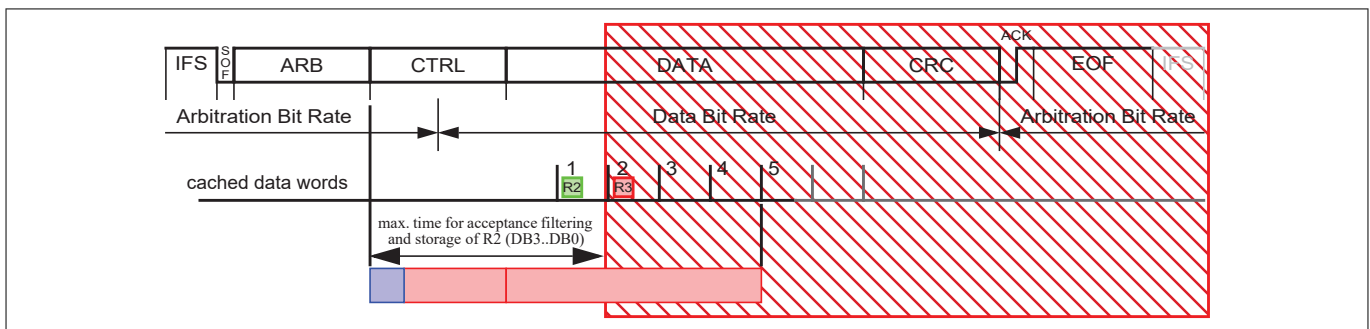 ACK
IFS SOF ARB CTRL DATA CRC EOF IFS
Arbitration Bit Rate Data Bit Rate Arbitration Bit Rate
1 2 3 4 5
cached data words R2 R3
max. time for acceptance filtering
and storage of R2 (DB3..DB0)